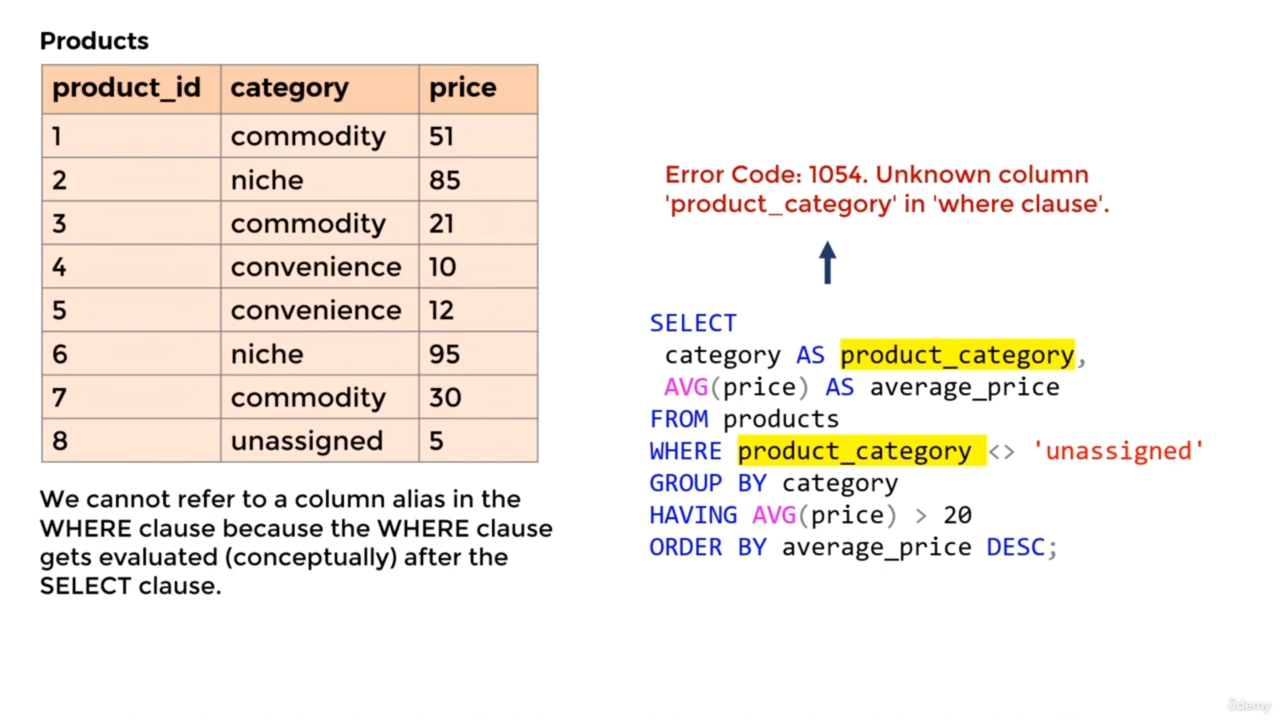 Products
product_id category price
1 commodity 51
2 niche 85
3 commodity 21
4 convenience 10
5 convenience 12
6 niche 95
7 commodity 30
8 unassigned 5
We cannot refer to a column alias in the
WHERE clause because the WHERE clause
gets evaluated (conceptually) after the
SELECT clause.
Error Code: 1054. Unknown column
'product_category' in 'where clause'.
SELECT
category AS product_category,
AVG(price) AS average_price
FROM products
WHERE product_category <> 'unassigned'
GROUP BY category
HAVING AVG(price) > 20
ORDER BY average_price DESC;
ûdemy